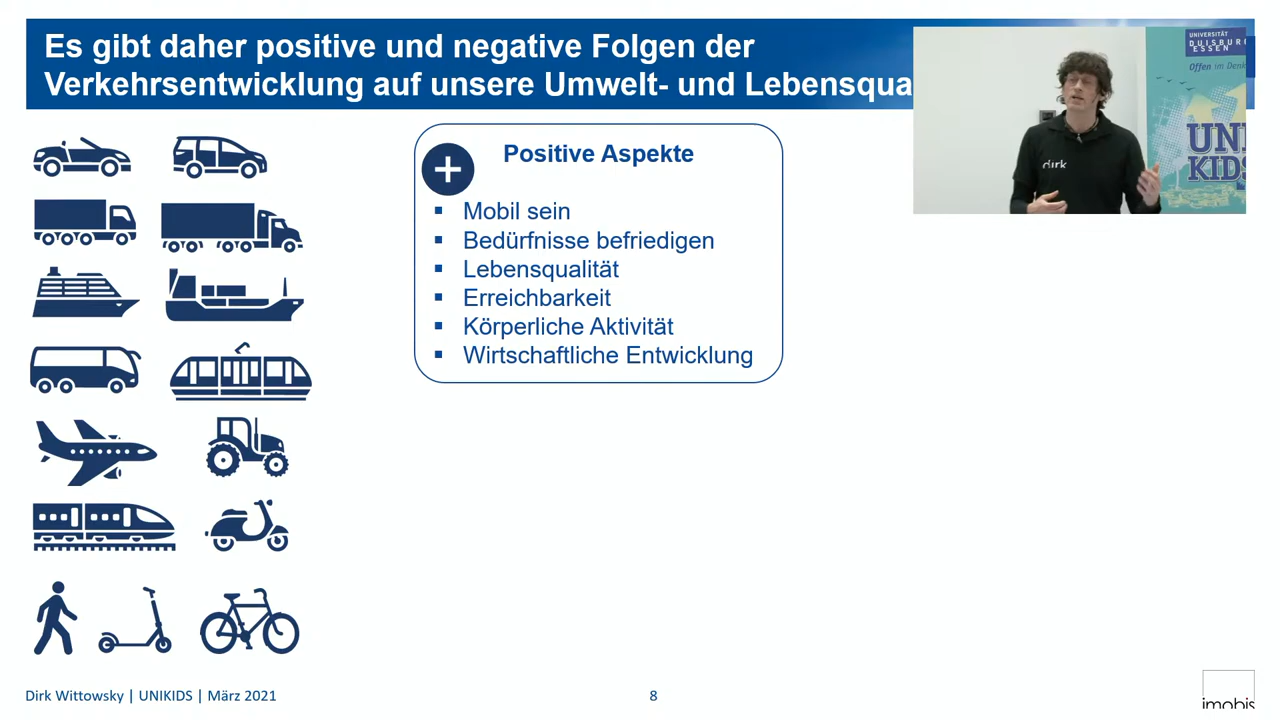 Es gibt daher positive und negative Folgen der
Verkehrsentwicklung auf unsere Umwelt- und Lebensqua
UNIVERSITÄT
DUISBURG
ESSEN
Offen im Denk
UNI
KIDS
dirk
+
Positive Aspekte
▪ Mobil sein
▪ Bedürfnisse befriedigen
▪ Lebensqualität
▪ Erreichbarkeit
▪ Körperliche Aktivität
▪ Wirtschaftliche Entwicklung
Dirk Wittowsky | UNIKIDS | März 2021
8
imobis